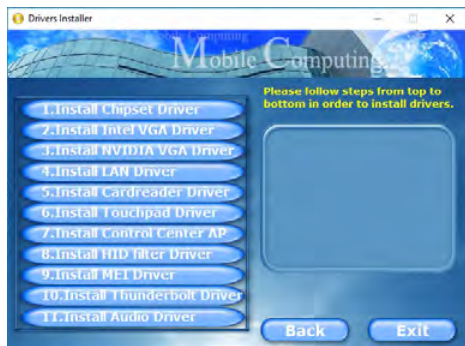 Drivers Installer
Mobile Computing
Mobile Computing
Please follow steps from top to
bottom in order to install drivers.
1.Install Chipset Driver
2.Install Intel VGA Driver
3.Install NVIDIA VGA Driver
4.Install LAN Driver
5.Install Cardreader Driver
6.Install Touchpad Driver
7.Install Control Center AP
8.Install HID filter Driver
9.Install MEI Driver
10.Install Thunderbolt Driver
11.Install Audio Driver
Back
Exit